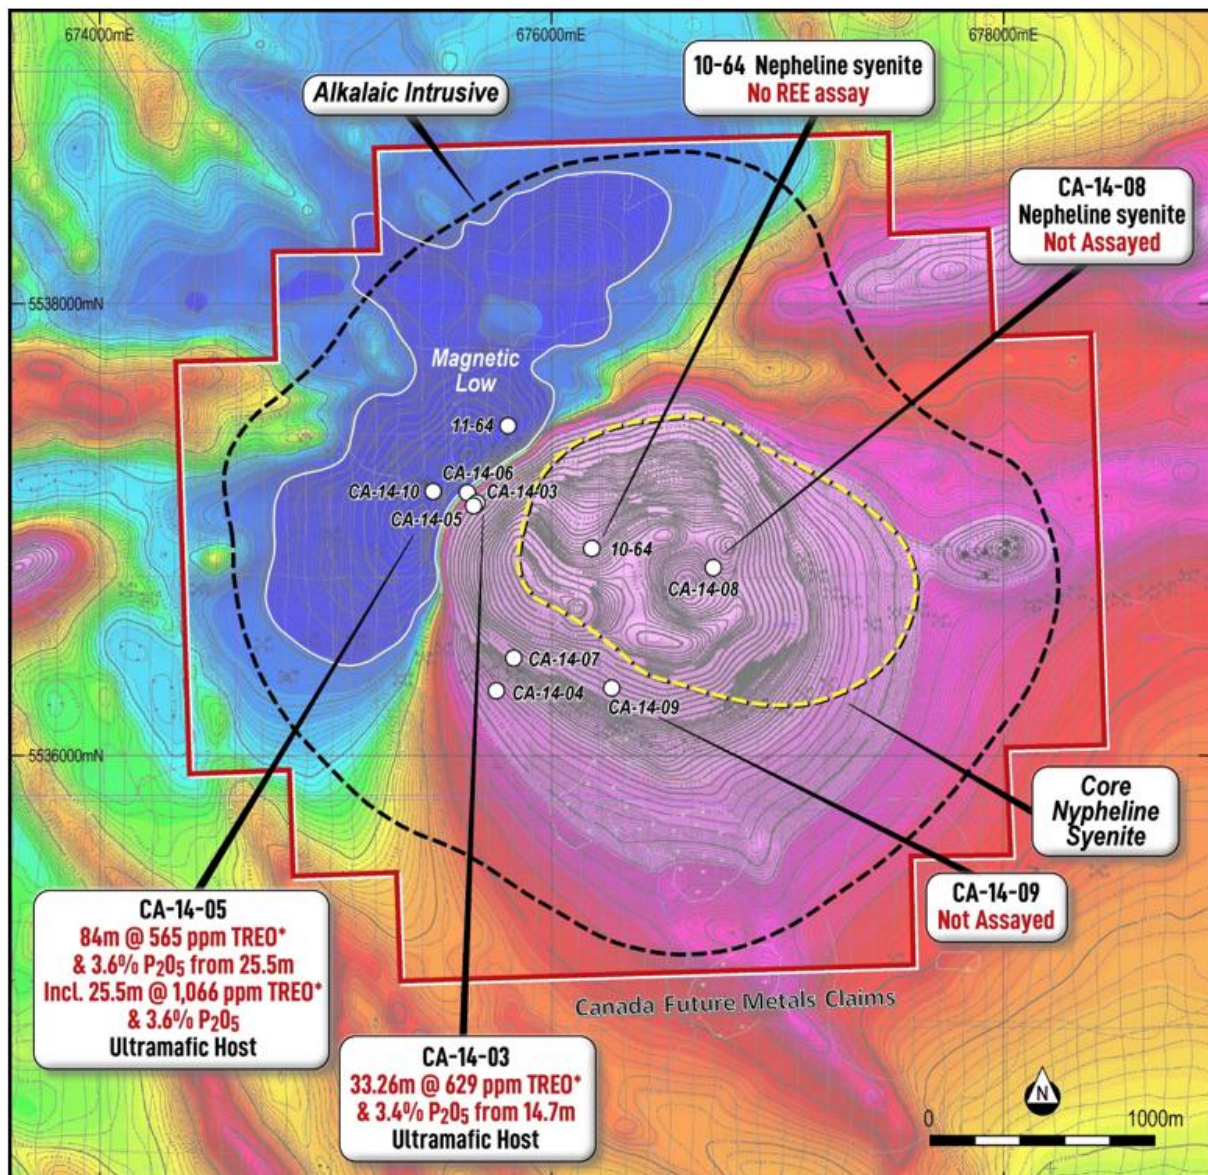 674000mE
676000mE
678000mE
Alkalaic Intrusive
10-64 Nepheline syenite
No REE assay
CA-14-08
Nepheline syenite
Not Assayed
5538000mN
Magnetic
Low
11-64
CA-14-06
CA-14-10
CA-14-03
CA-14-05
10-64
CA-14-08
CA-14-07
CA-14-04
CA-14-09
5536000mN
Core
Nypheline
Syenite
CA-14-09
Not Assayed
CA-14-05
84m @ 565 ppm TREO*
& 3.6% P₂O₅ from 25.5m
Incl. 25.5m @ 1,066 ppm TREO*
& 3.6% P₂O₅
Ultramafic Host
CA-14-03
33.26m @ 629 ppm TREO*
& 3.4% P₂O₅ from 14.7m
Ultramafic Host
Canada Future Metals Claims
N
0
1000m